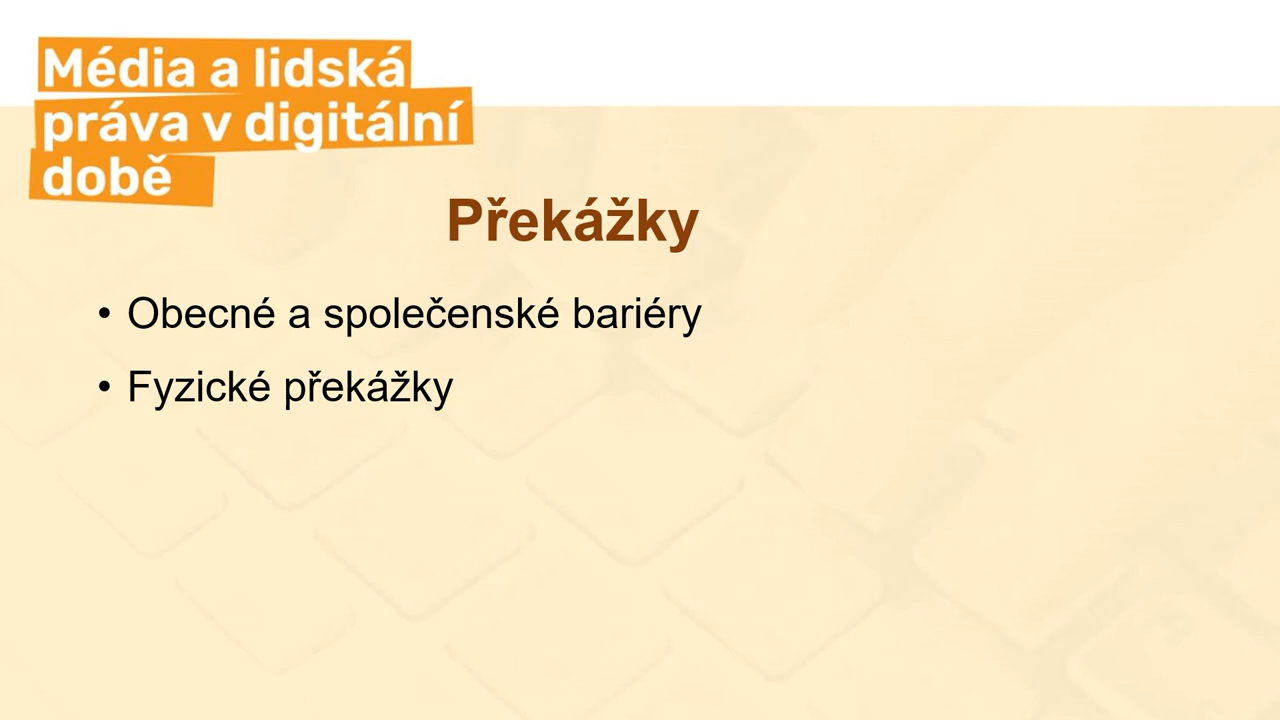 Média a lidská
práva v digitální
době
Překážky
• Obecné a společenské bariéry
• Fyzické překážky